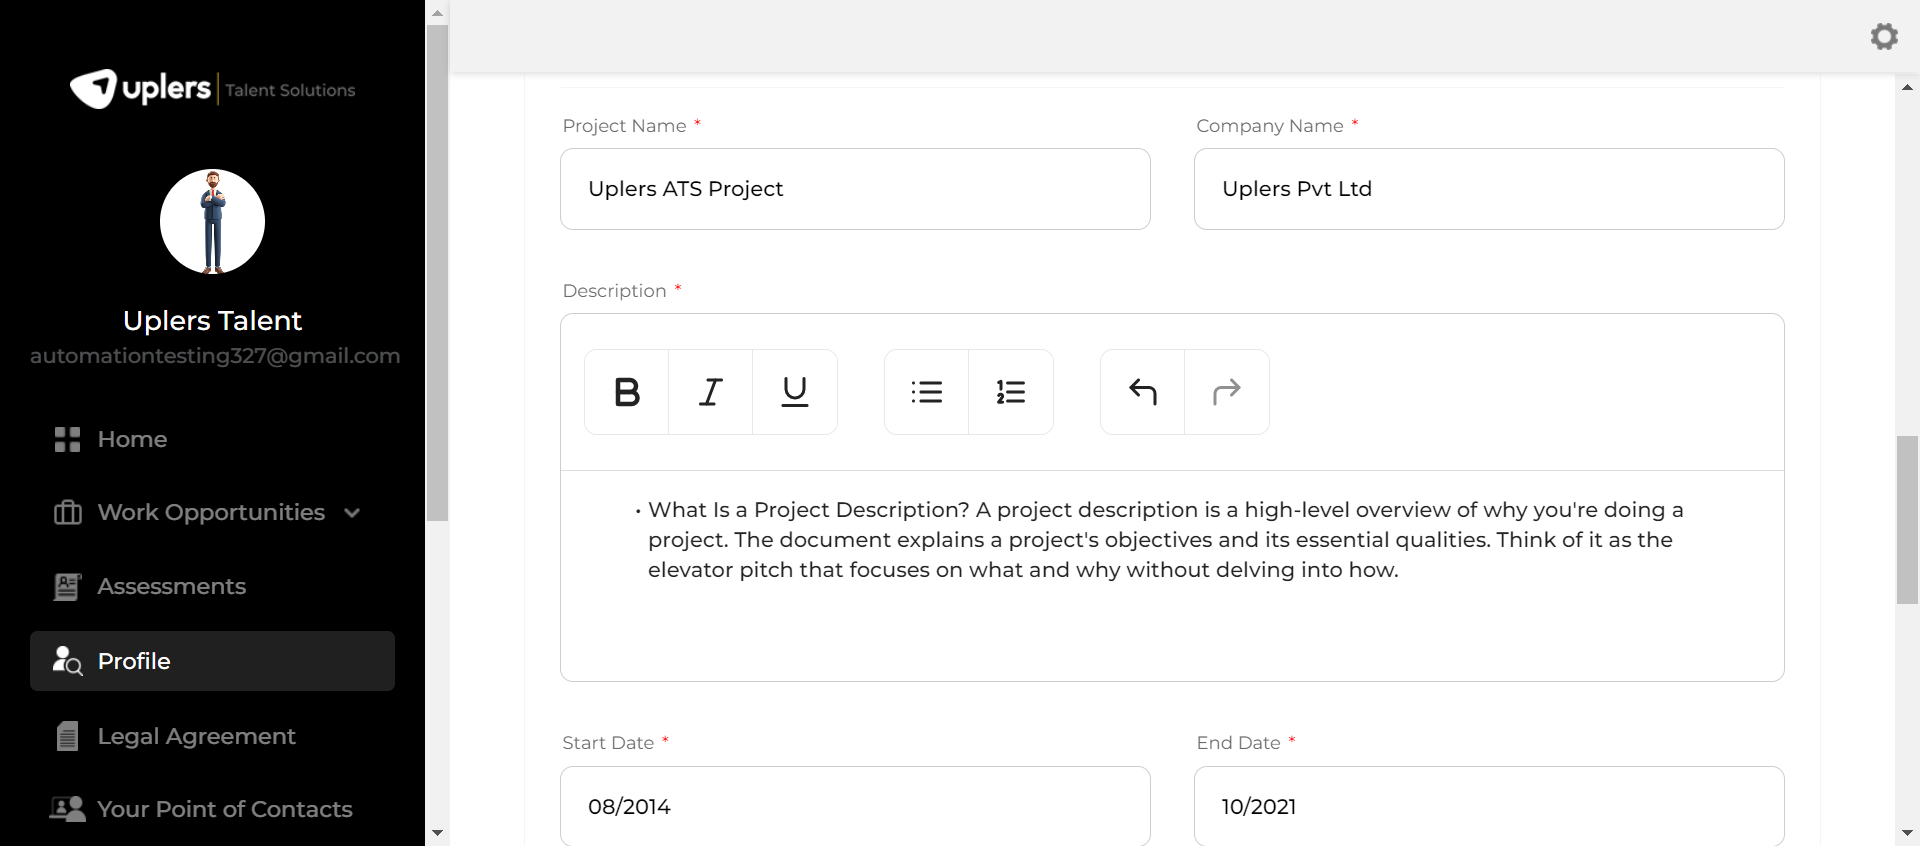 uplers | Talent Solutions
Uplers Talent
automationtesting327@gmail.com
Home
Work Opportunities
Assessments
Profile
Legal Agreement
Your Point of Contacts
Project Name *
Company Name *
Uplers ATS Project
Uplers Pvt Ltd
Description *
B I U
• What Is a Project Description? A project description is a high-level overview of why you're doing a
project. The document explains a project's objectives and its essential qualities. Think of it as the
elevator pitch that focuses on what and why without delving into how.
Start Date *
End Date *
08/2014
10/2021